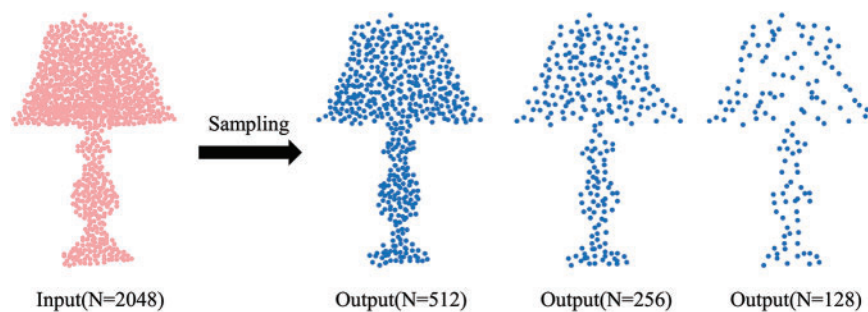 Sampling
Input(N=2048)
Output(N=512)
Output(N=256)
Output(N=128)